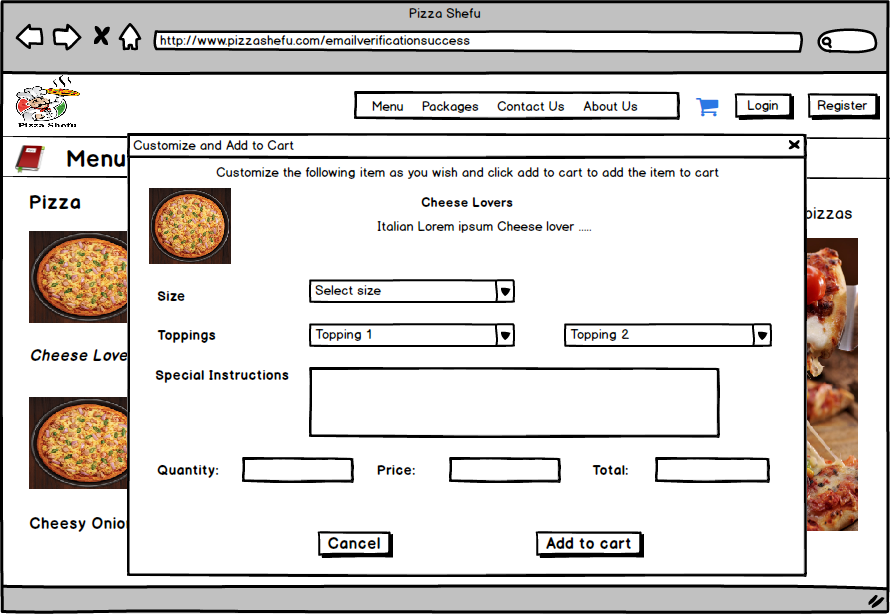 Pizza Shefu
http://www.pizzashefu.com/emailverificationsuccess
Pizza Shefu
Menu Packages Contact Us About Us
Login
Register
Menu
Customize and Add to Cart
Customize the following item as you wish and click add to cart to add the item to cart
Pizza
Cheese Lovers
pizzas
Italian Lorem ipsum Cheese lover .....
Size
Select size
Toppings
Topping 1
Topping 2
Cheese Love
Special Instructions
Quantity:
Price:
Total:
Cheesy Onio
Cancel
Add to cart